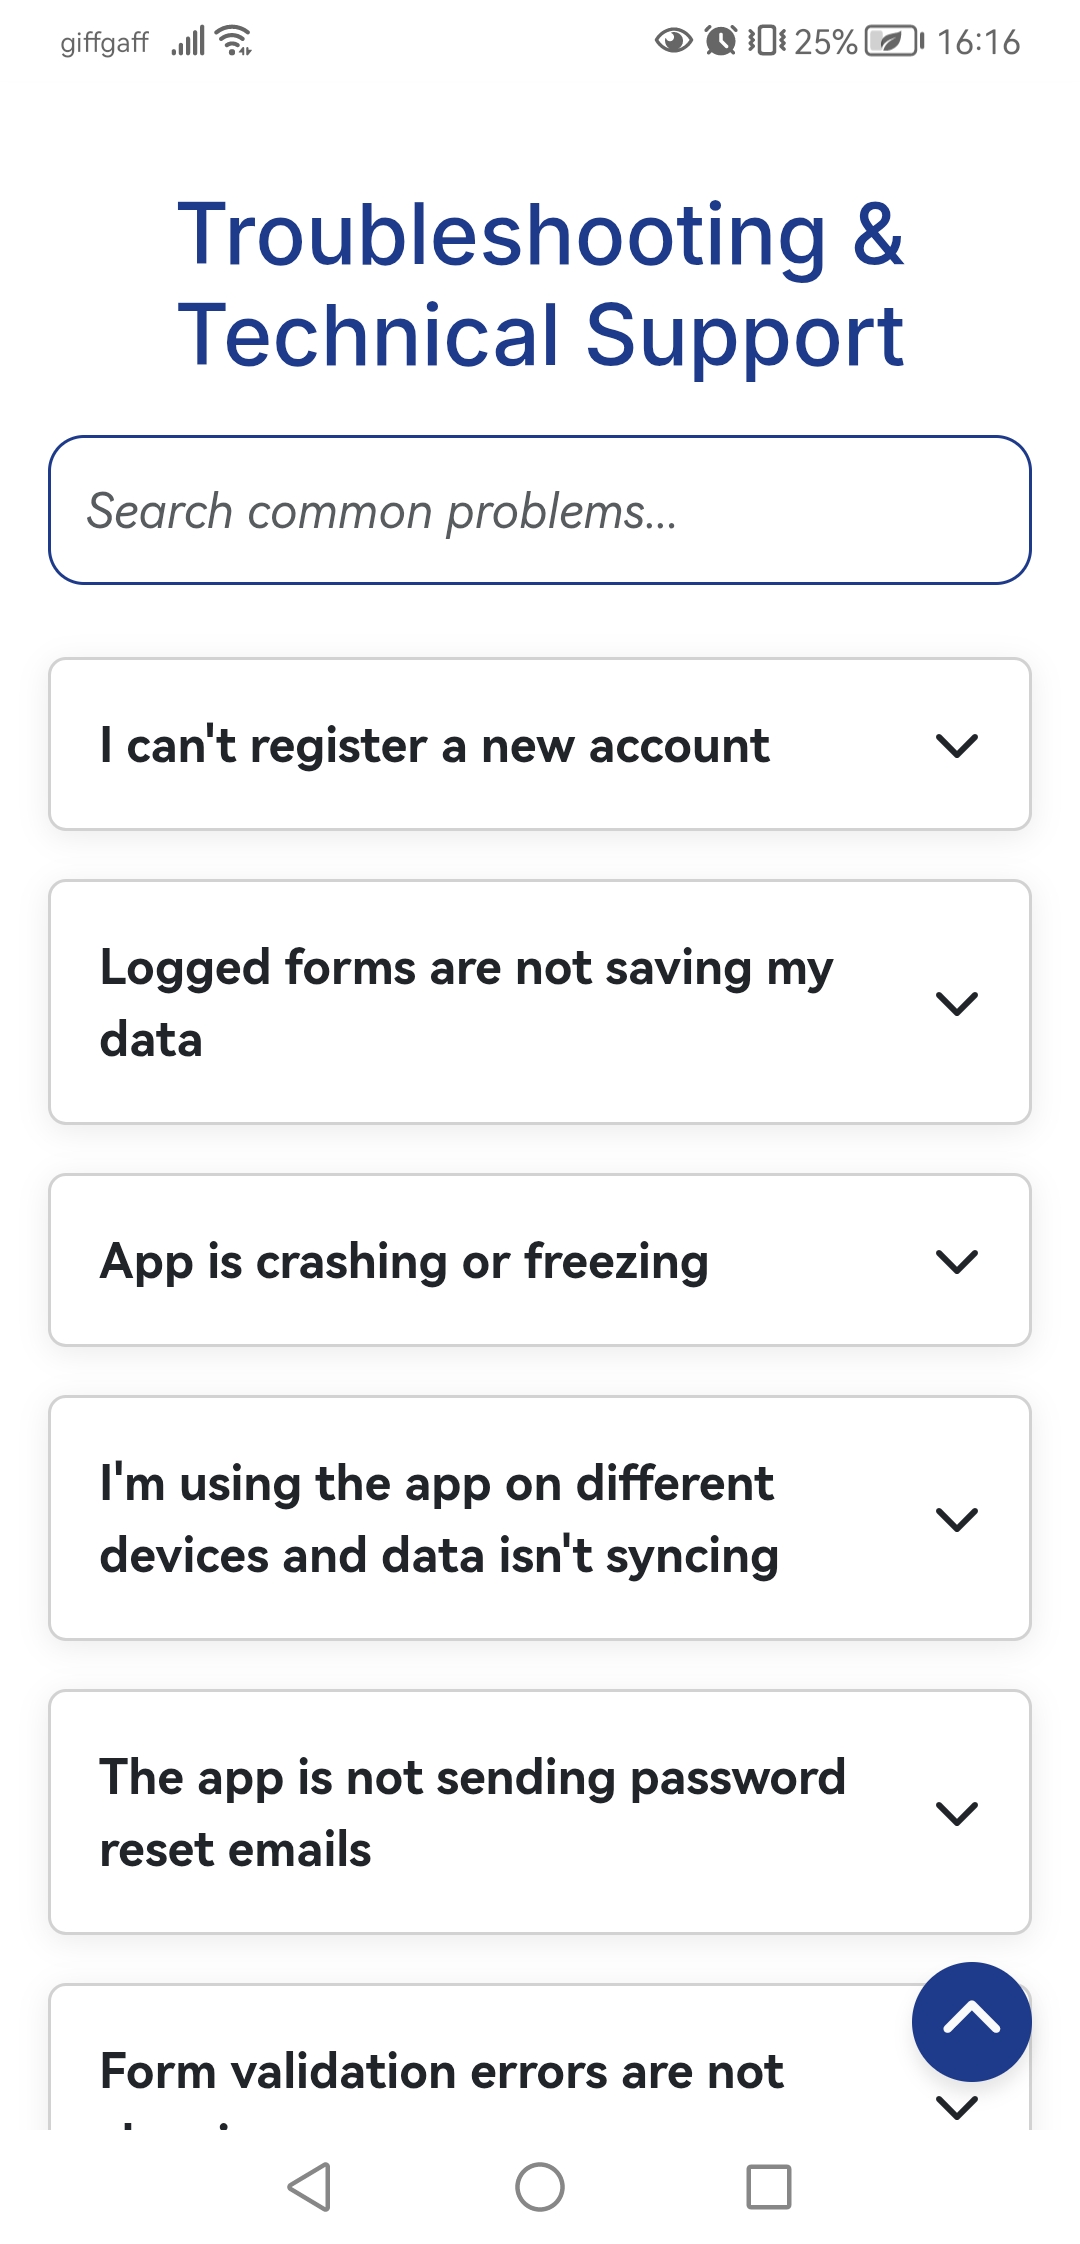 giffgaff 25% 16:16
Troubleshooting &
Technical Support
Search common problems...
I can't register a new account
Logged forms are not saving my
data
App is crashing or freezing
I'm using the app on different
devices and data isn't syncing
The app is not sending password
reset emails
Form validation errors are not